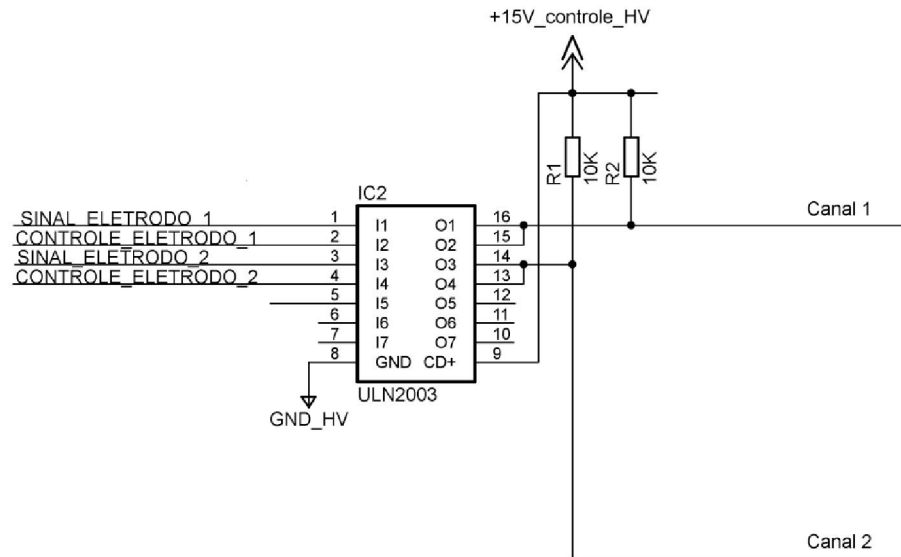 +15V_controle_HV
R1
10K
R2
10K
IC2
SINAL_ELETRODO_1
1
I1
O1
16
Canal 1
CONTROLE_ELETRODO_1
2
I2
O2
15
SINAL_ELETRODO_2
3
I3
O3
14
CONTROLE_ELETRODO_2
4
I4
O4
13
5
I5
O5
12
6
I6
O6
11
7
I7
O7
10
8
GND
CD+
9
ULN2003
GND_HV
Canal 2